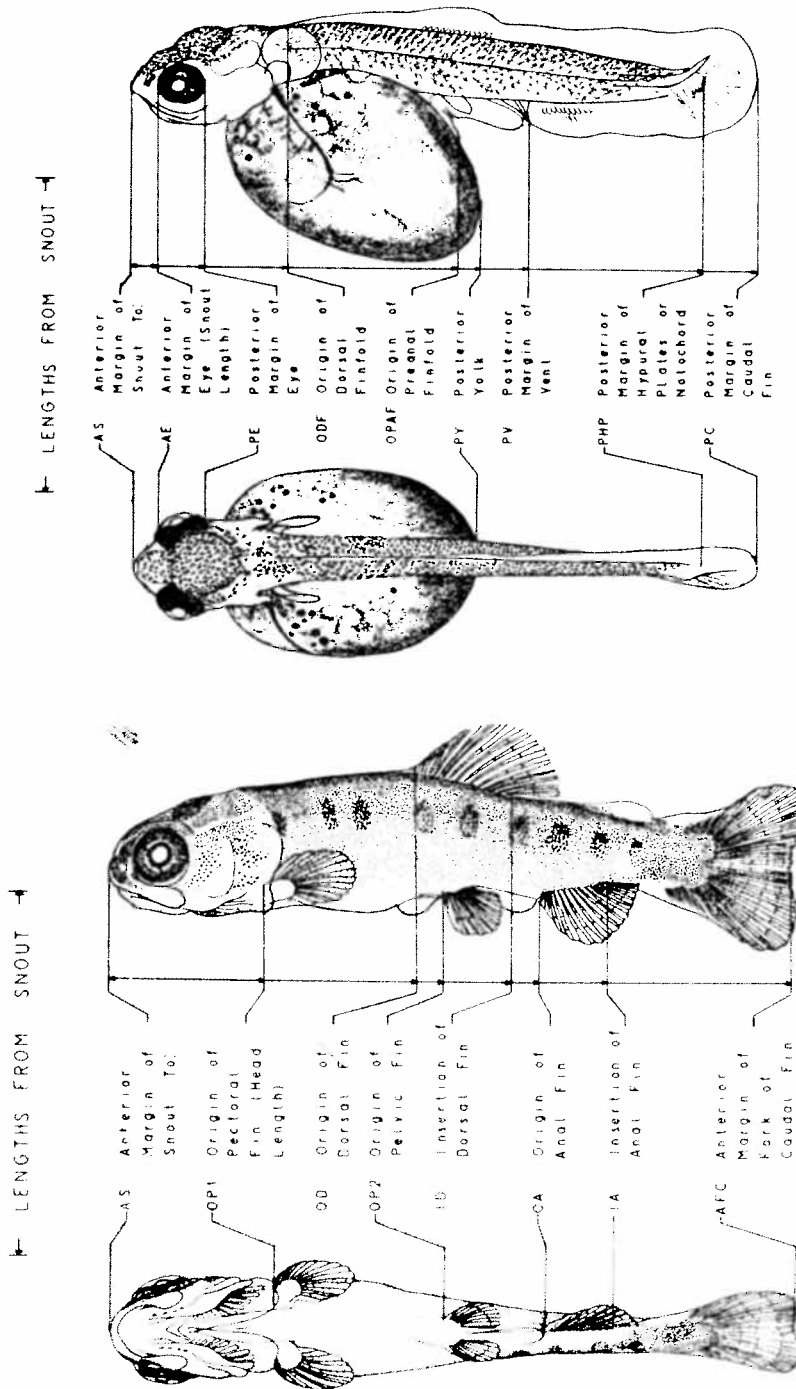 LENGTHS FROM SNOUT
AS Anterior
Margin of
Snout To:
AE Anterior
Margin of
Eye (Snout
Length)
PE Posterior
Margin of
Eye
ODF Origin of
Dorsal
Finfold
OPAF Origin of
Preanal
Finfold
PY Posterior
Yolk
PV Posterior
Margin of
Vent
PHP Posterior
Margin of
Hypural
Plates or
Notochord
PC Posterior
Margin of
Caudal
Fin
LENGTHS FROM SNOUT
AS Anterior
Margin of
Snout To:
OP1 Origin of
Pectoral
Fin (Head
Length)
OD Origin of
Dorsal Fin
OP2 Origin of
Pelvic Fin
ID Insertion of
Dorsal Fin
OA Origin of
Anal Fin
IA Insertion of
Anal Fin
AFC Anterior
Margin of
Fork of
Caudal Fin